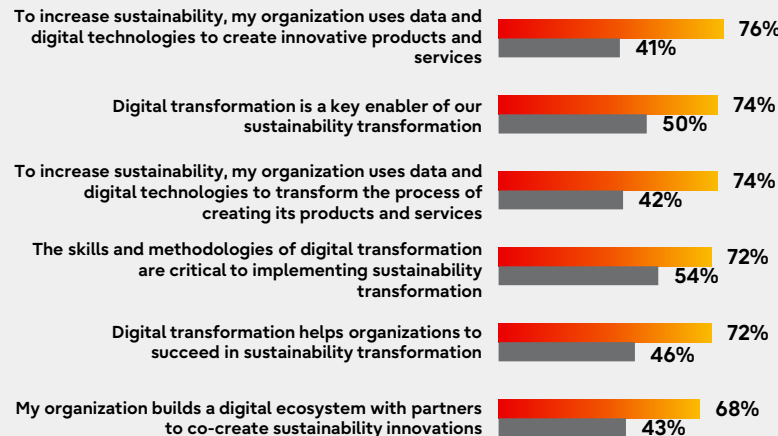 To increase sustainability, my organization uses data and
digital technologies to create innovative products and
services
76%
41%
Digital transformation is a key enabler of our
sustainability transformation
74%
50%
To increase sustainability, my organization uses data and
digital technologies to transform the process of
creating its products and services
74%
42%
The skills and methodologies of digital transformation
are critical to implementing sustainability
transformation
72%
54%
Digital transformation helps organizations to
succeed in sustainability transformation
72%
46%
My organization builds a digital ecosystem with partners
to co-create sustainability innovations
68%
43%